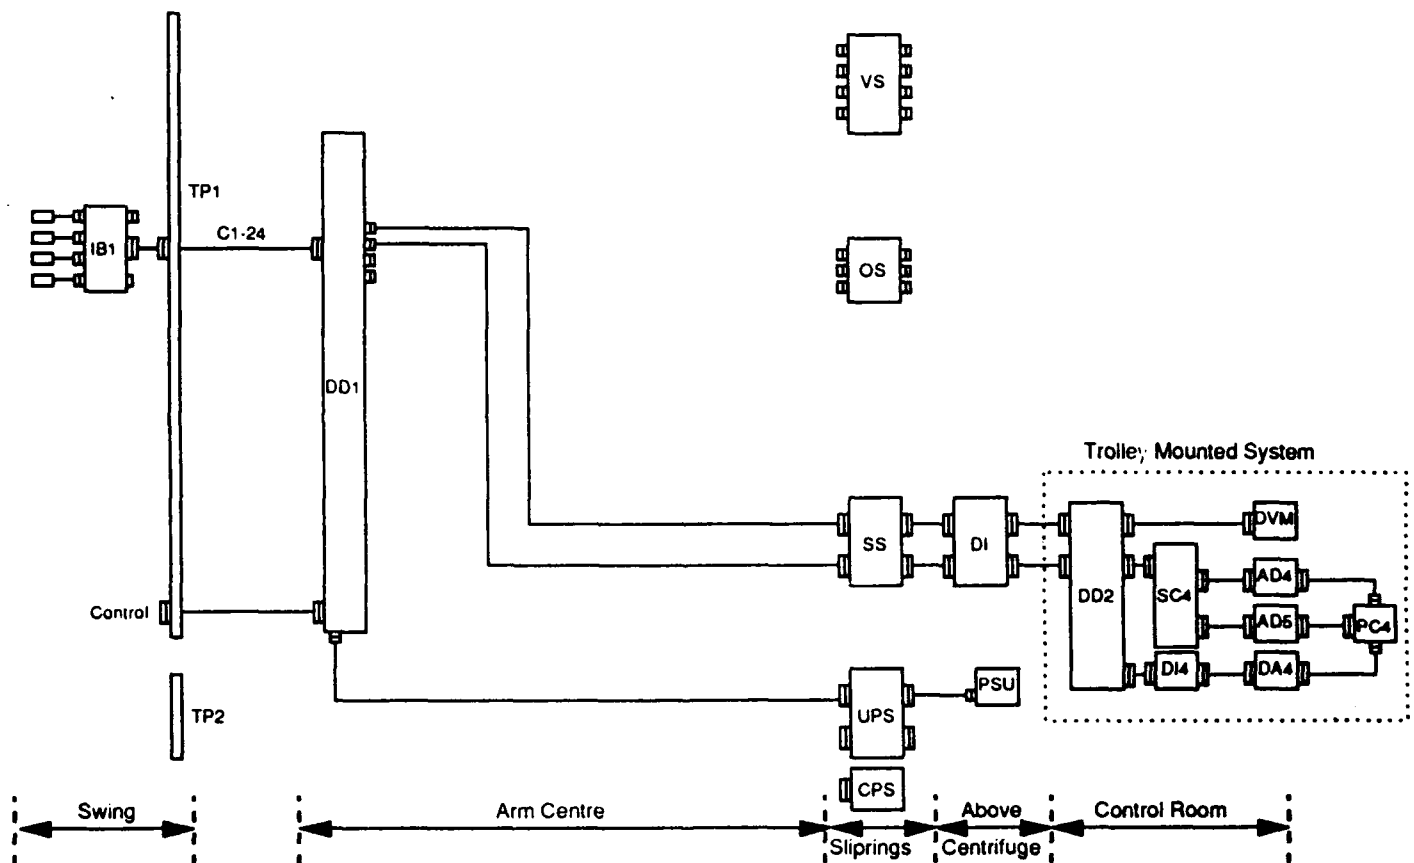 VS
TP1
C1-24
IB1
OS
DD1
Trolley Mounted System
SS
DI
DVM
DD2
SC4
AD4
AD5
PC4
DI4
DA4
Control
TP2
UPS
PSU
CPS
Swing
Arm Centre
Sliprings
Above
Centrifuge
Control Room